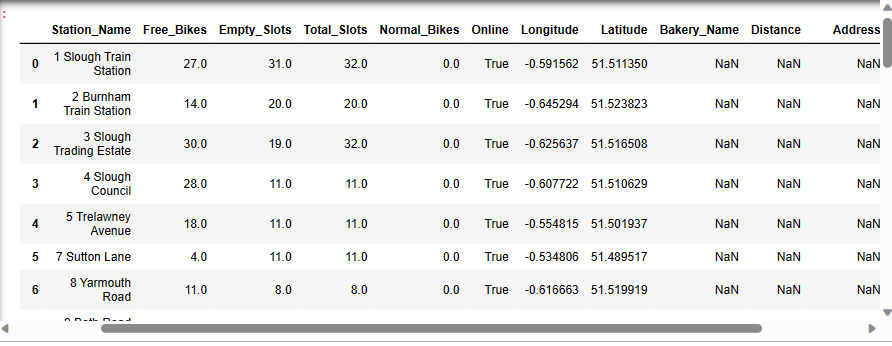 :
Station_Name Free_Bikes Empty_Slots Total_Slots Normal_Bikes Online Longitude Latitude Bakery_Name Distance Address
0 1 Slough Train Station 27.0 31.0 32.0 0.0 True -0.591562 51.511350 NaN NaN NaN
1 2 Burnham Train Station 14.0 20.0 20.0 0.0 True -0.645294 51.523823 NaN NaN NaN
2 3 Slough Trading Estate 30.0 19.0 32.0 0.0 True -0.625637 51.516508 NaN NaN NaN
3 4 Slough Council 28.0 11.0 11.0 0.0 True -0.607722 51.510629 NaN NaN NaN
4 5 Trelawney Avenue 18.0 11.0 11.0 0.0 True -0.554815 51.501937 NaN NaN NaN
5 7 Sutton Lane 4.0 11.0 11.0 0.0 True -0.534806 51.489517 NaN NaN NaN
6 8 Yarmouth Road 11.0 8.0 8.0 0.0 True -0.616663 51.519919 NaN NaN NaN